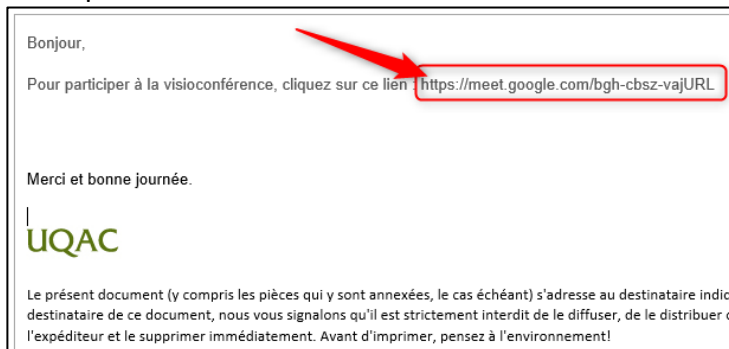 Bonjour,
Pour participer à la visioconférence, cliquez sur ce lien : https://meet.google.com/bgh-cbsz-vajURL
Merci et bonne journée.
UQAC
Le présent document (y compris les pièces qui y sont annexées, le cas échéant) s'adresse au destinataire
destinataire de ce document, nous vous signalons qu'il est strictement interdit de le diffuser, de le distribuer
l'expéditeur et le supprimer immédiatement. Avant d'imprimer, pensez à l'environnement!